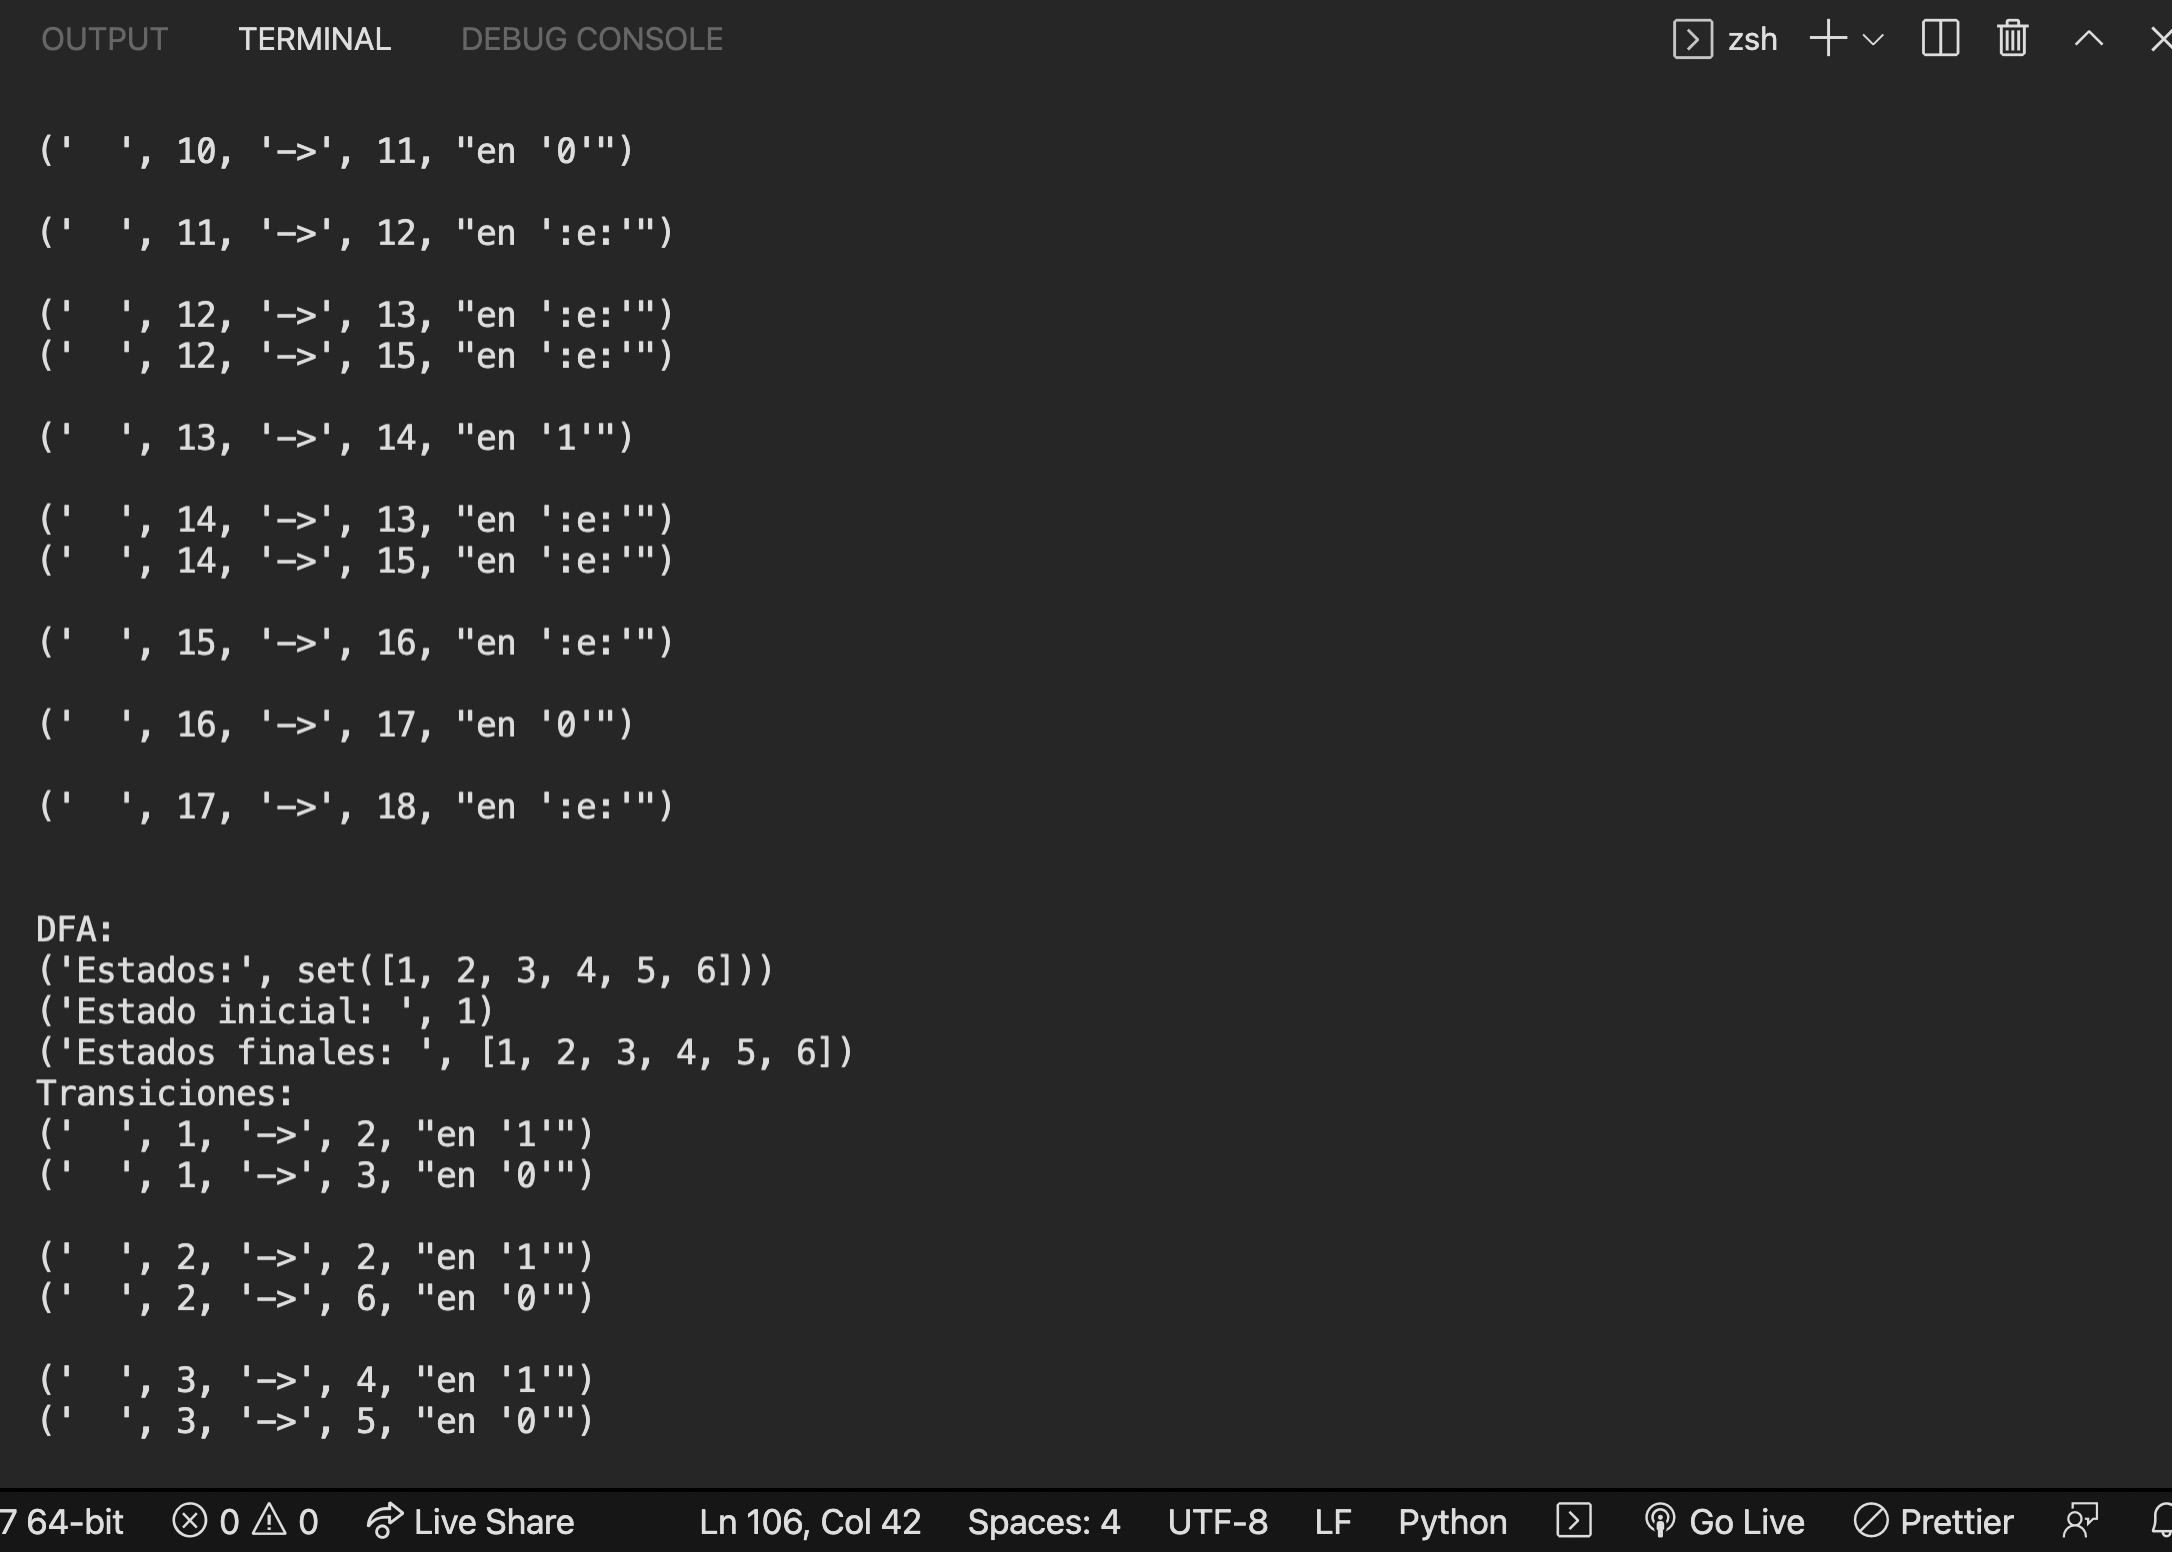 OUTPUT TERMINAL DEBUG CONSOLE zsh
('  ', 10, '->', 11, "en '0'")
('  ', 11, '->', 12, "en ':e:'")
('  ', 12, '->', 13, "en ':e:'")
('  ', 12, '->', 15, "en ':e:'")
('  ', 13, '->', 14, "en '1'")
('  ', 14, '->', 13, "en ':e:'")
('  ', 14, '->', 15, "en ':e:'")
('  ', 15, '->', 16, "en ':e:'")
('  ', 16, '->', 17, "en '0'")
('  ', 17, '->', 18, "en ':e:'")
DFA:
('Estados:', set([1, 2, 3, 4, 5, 6]))
('Estado inicial: ', 1)
('Estados finales: ', [1, 2, 3, 4, 5, 6])
Transiciones:
('  ', 1, '->', 2, "en '1'")
('  ', 1, '->', 3, "en '0'")
('  ', 2, '->', 2, "en '1'")
('  ', 2, '->', 6, "en '0'")
('  ', 3, '->', 4, "en '1'")
('  ', 3, '->', 5, "en '0'")
7 64-bit 0 0 Live Share Ln 106, Col 42 Spaces: 4 UTF-8 LF Python Go Live Prettier